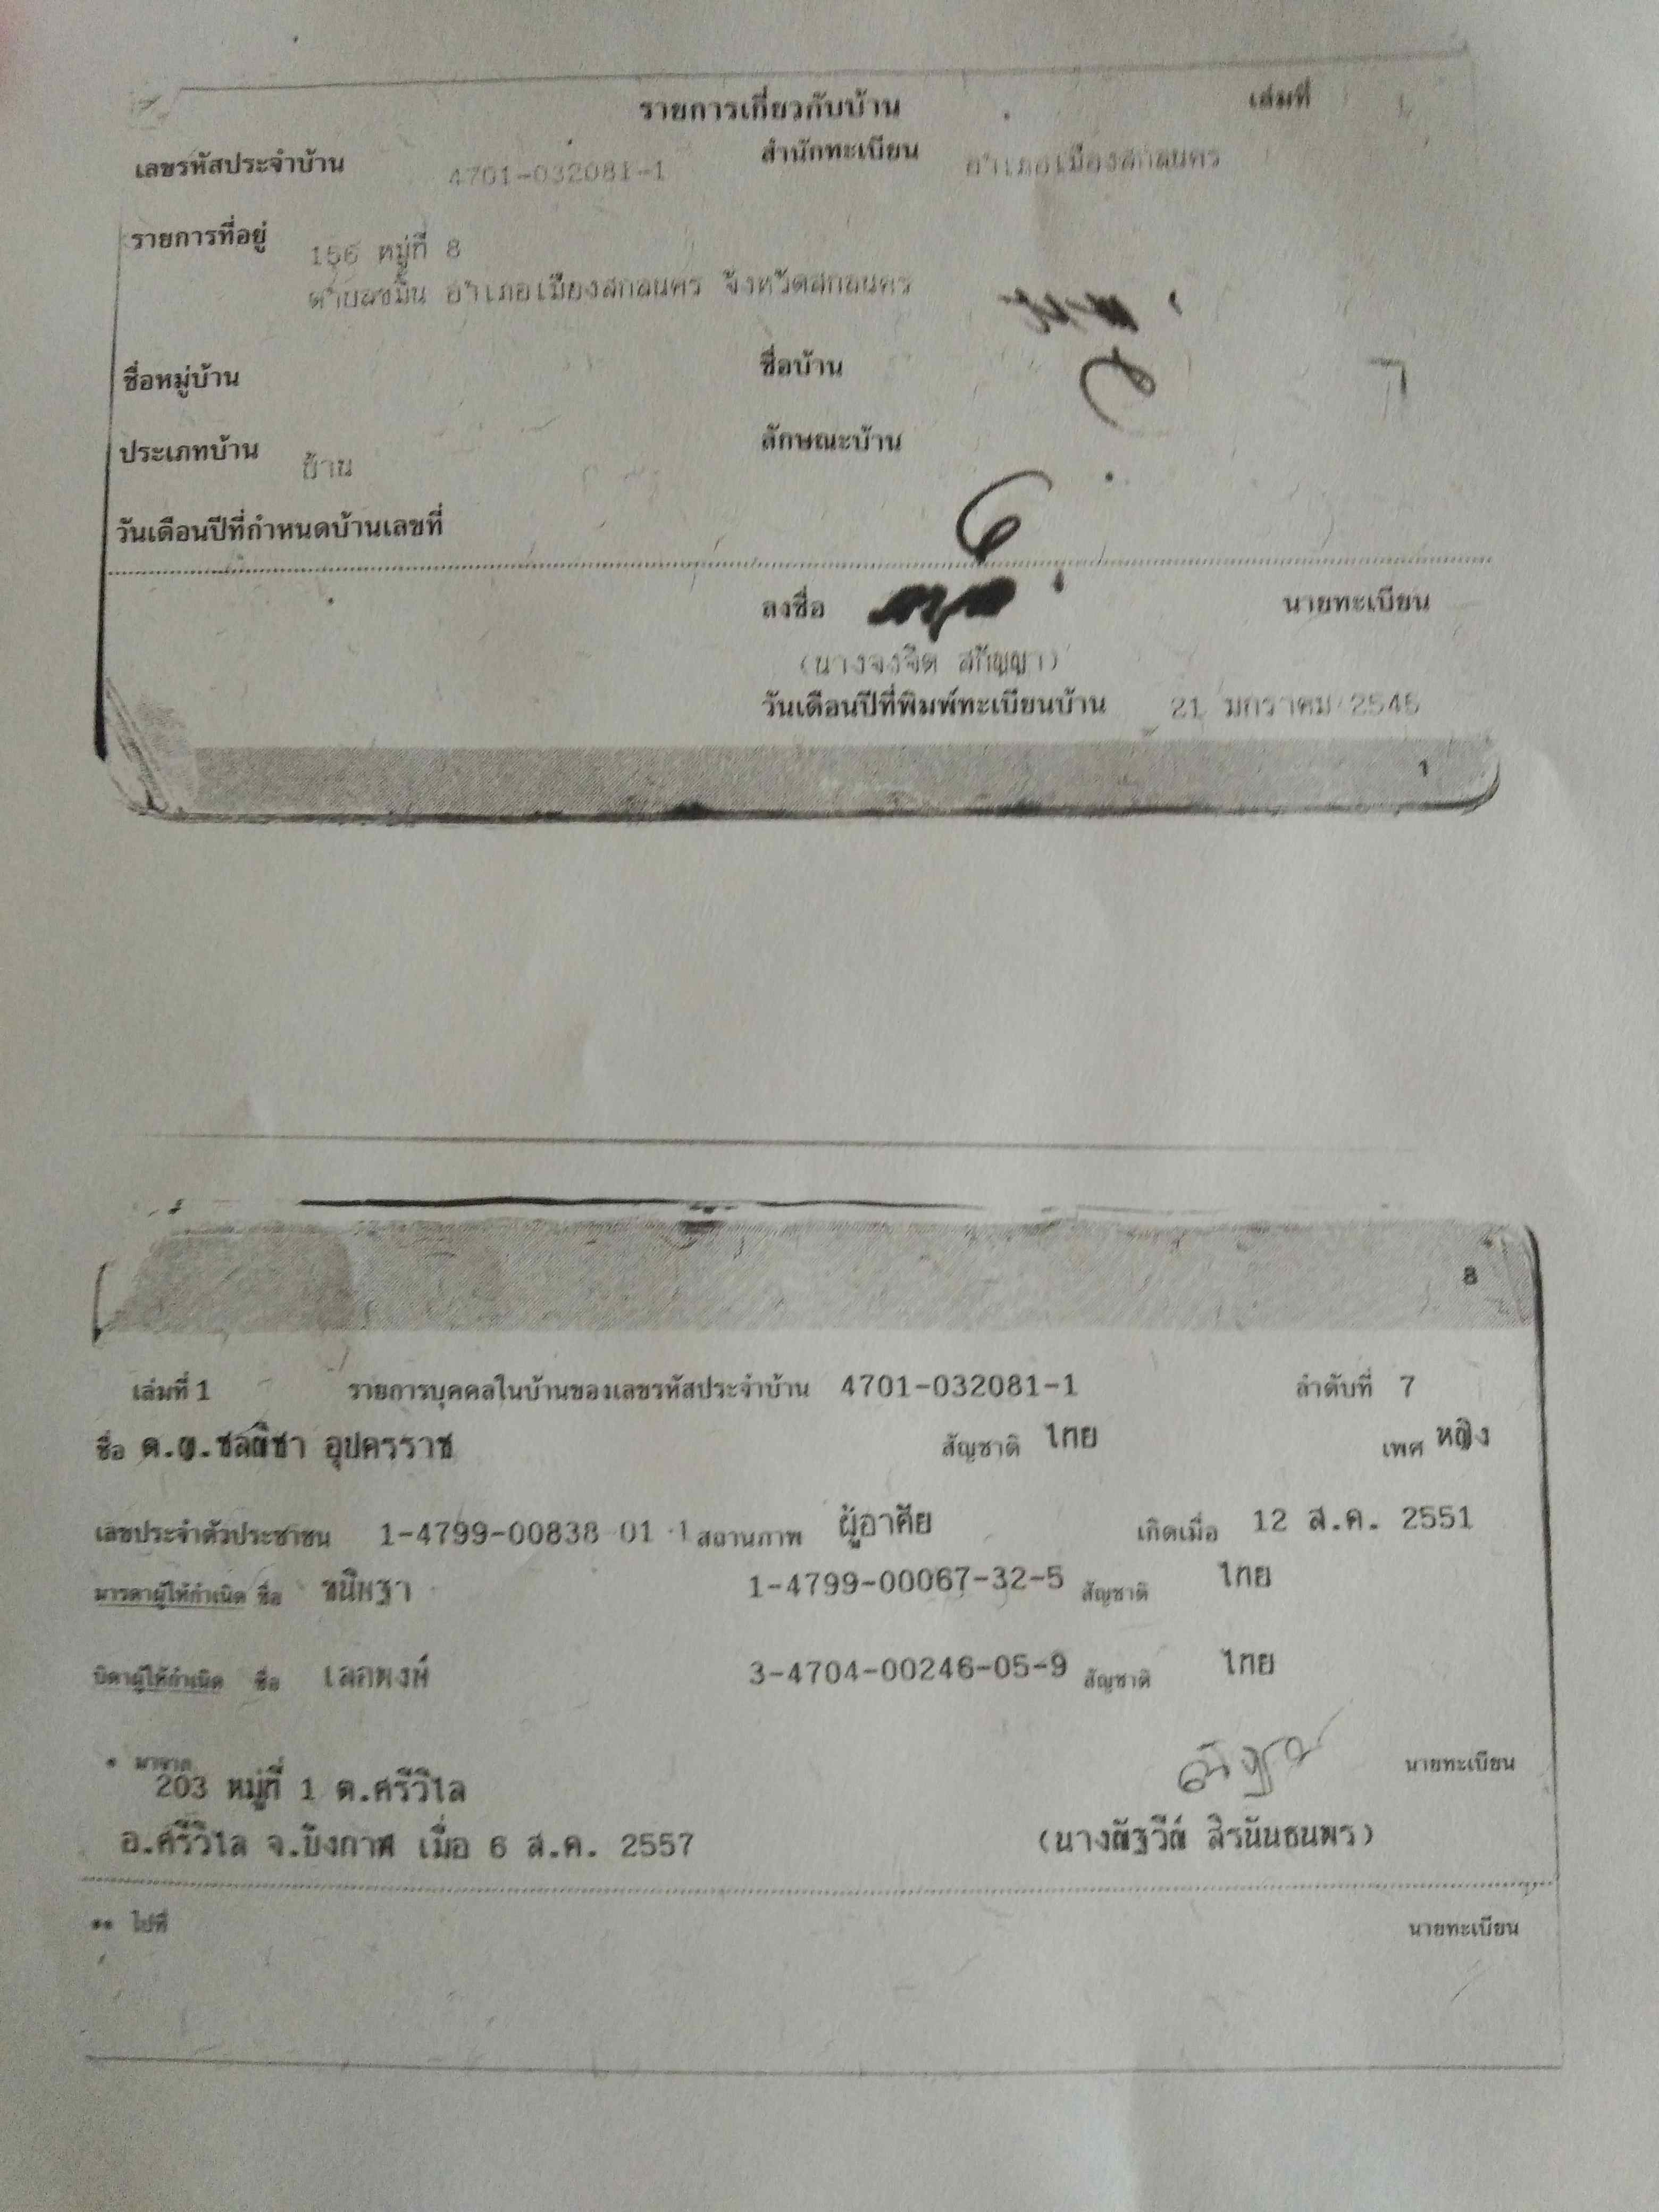 รายการเกี่ยวกับบ้าน เล่มที่ 1
เลขรหัสประจำบ้าน 4701-032081-1 สำนักทะเบียน อำเภอเมืองสกลนคร
รายการที่อยู่ 156 หมู่ที่ 8
ตำบลขมิ้น อำเภอเมืองสกลนคร จังหวัดสกลนคร
ชื่อหมู่บ้าน ชื่อบ้าน
ประเภทบ้าน บ้าน ลักษณะบ้าน
วันเดือนปีที่กำหนดบ้านเลขที่
ลงชื่อ นายทะเบียน
(นางจงจิต สกัญญา)
วันเดือนปีที่พิมพ์ทะเบียนบ้าน 21 มกราคม 2545
1
8
เล่มที่ 1 รายการบุคคลในบ้านของเลขรหัสประจำบ้าน 4701-032081-1 ลำดับที่ 7
ชื่อ ด.ญ.ชลณิชา อุปครราช สัญชาติ ไทย เพศ หญิง
เลขประจำตัวประชาชน 1-4799-00838 01 1 สถานภาพ ผู้อาศัย เกิดเมื่อ 12 ส.ค. 2551
มารดาผู้ให้กำเนิด ชื่อ ขนิษฐา 1-4799-00067-32-5 สัญชาติ ไทย
บิดาผู้ให้กำเนิด ชื่อ เลอพงษ์ 3-4704-00246-05-9 สัญชาติ ไทย
* มาจาก
203 หมู่ที่ 1 ต.ศรีวิไล นายทะเบียน
อ.ศรีวิไล จ.บึงกาฬ เมื่อ 6 ส.ค. 2557 (นางณัฐวีณ์ สิรนันธนพร)
** ไปที่ นายทะเบียน